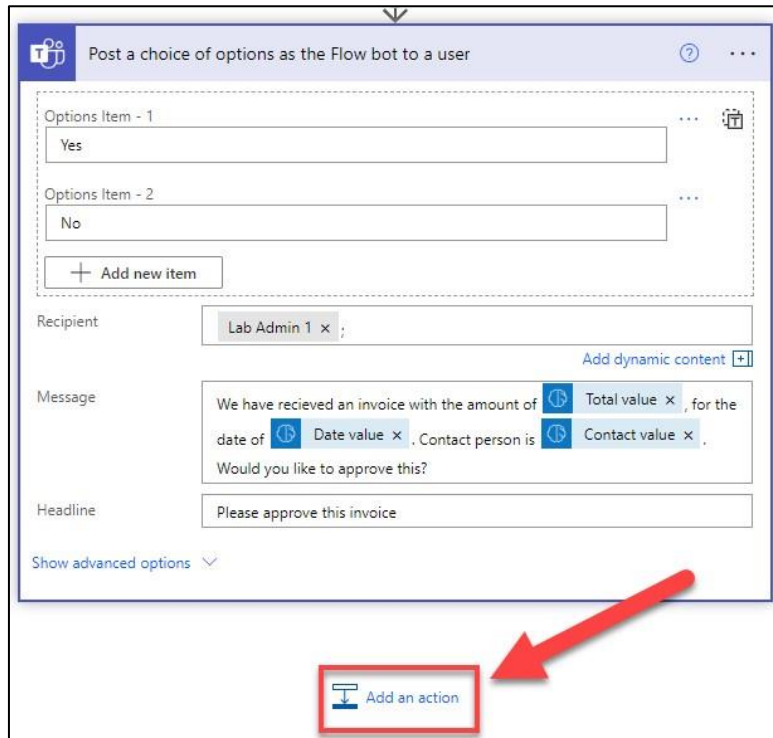 Post a choice of options as the Flow bot to a user
Options Item - 1
Yes
Options Item - 2
No
Add new item
Recipient
Lab Admin 1 × ;
Add dynamic content
Message
We have recieved an invoice with the amount of Total value × , for the
date of Date value × . Contact person is Contact value × .
Would you like to approve this?
Headline
Please approve this invoice
Show advanced options
Add an action